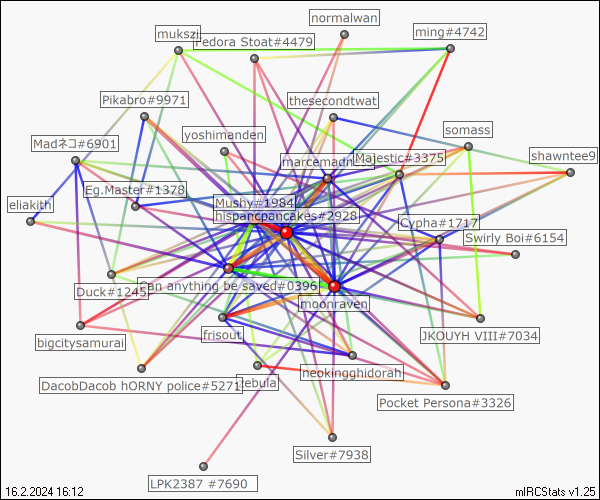 normalwan
mukszi
Fedora Stoat#4479
ming#4742
Pikabro#9971
thesecondtwat
yoshimanden
somass
Madネコ#6901
marcemadn
Majestic#3375
shawntee9
Eg.Master#1378
eliakith
Mushy#1984
hispancpancakes#2928
Cypha#1717
Swirly Boi#6154
Duck#1245
Can anything be saved#0396
moonraven
frisout
JKOUYH VIII#7034
bigcitysamurai
neokingghidorah
DacobDacob hORNY police#5271
zebula
Pocket Persona#3326
Silver#7938
LPK2387 #7690
16.2.2024 16:12
mIRCStats v1.25